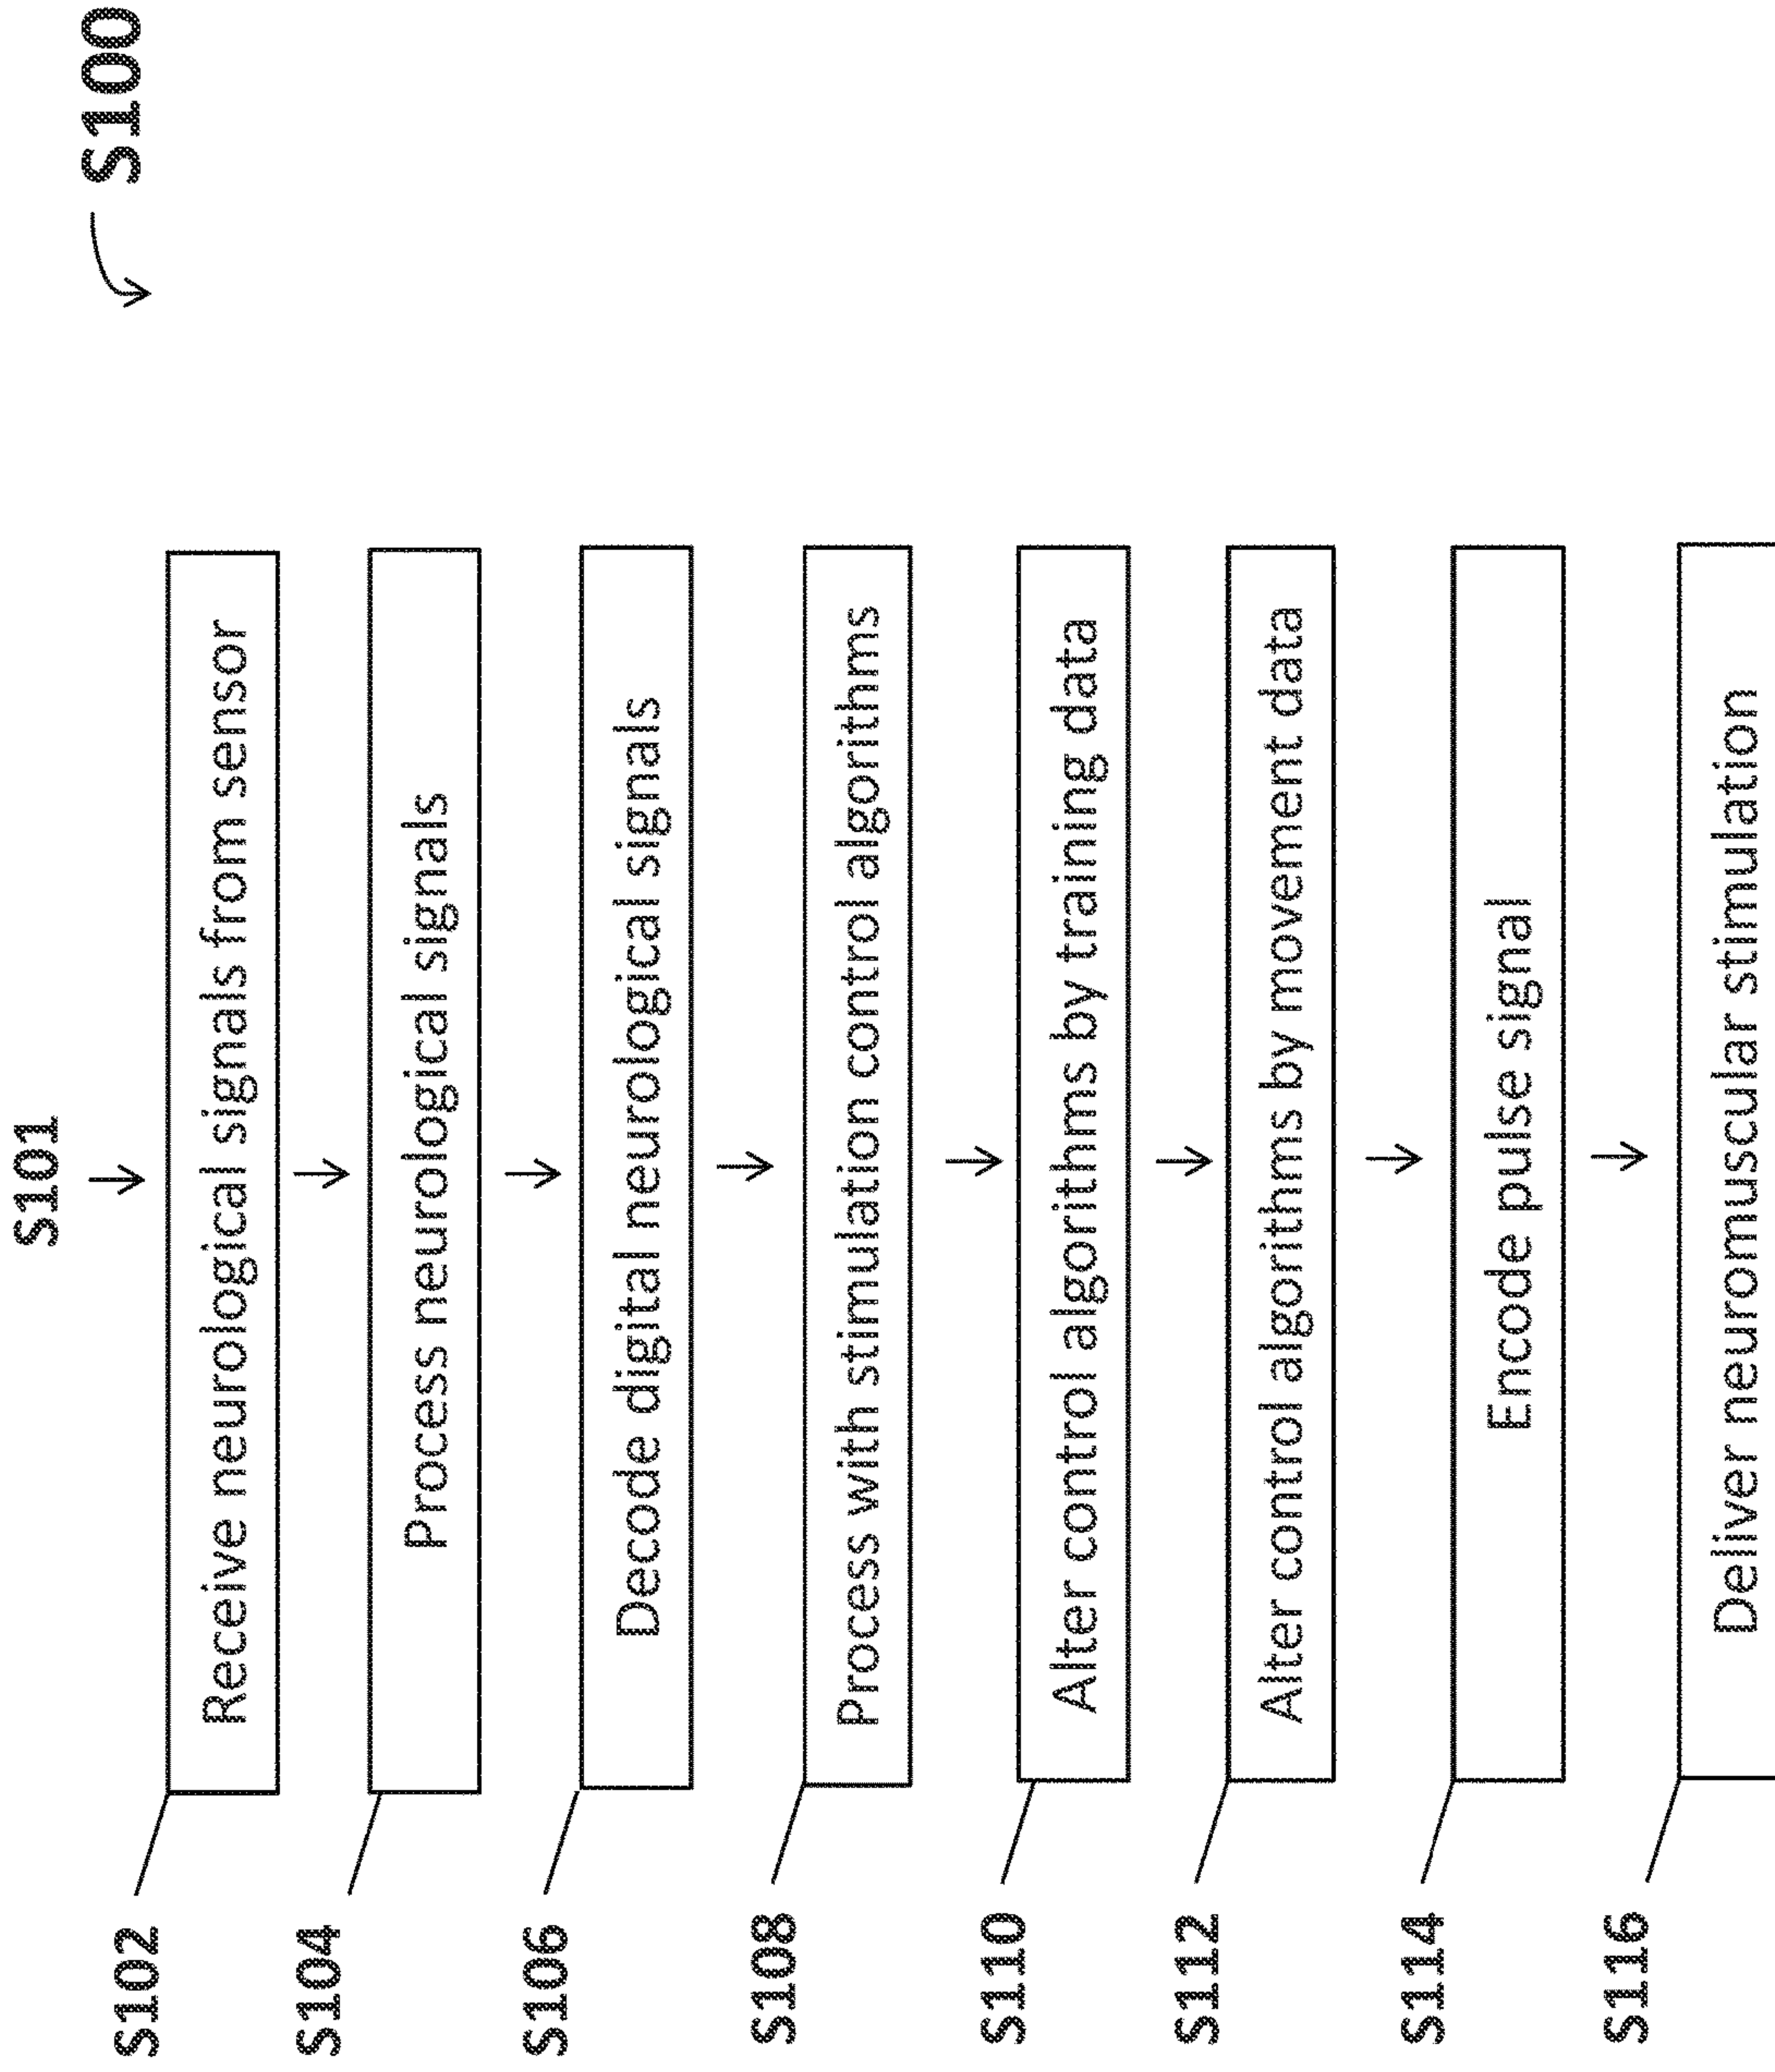 S100
S101
S102
Receive neurological signals from sensor
S104
Process neurological signals
S106
Decode digital neurological signals
S108
Process with stimulation control algorithms
S110
Alter control algorithms by training data
S112
Alter control algorithms by movement data
S114
Encode pulse signal
S116
Deliver neuromuscular stimulation